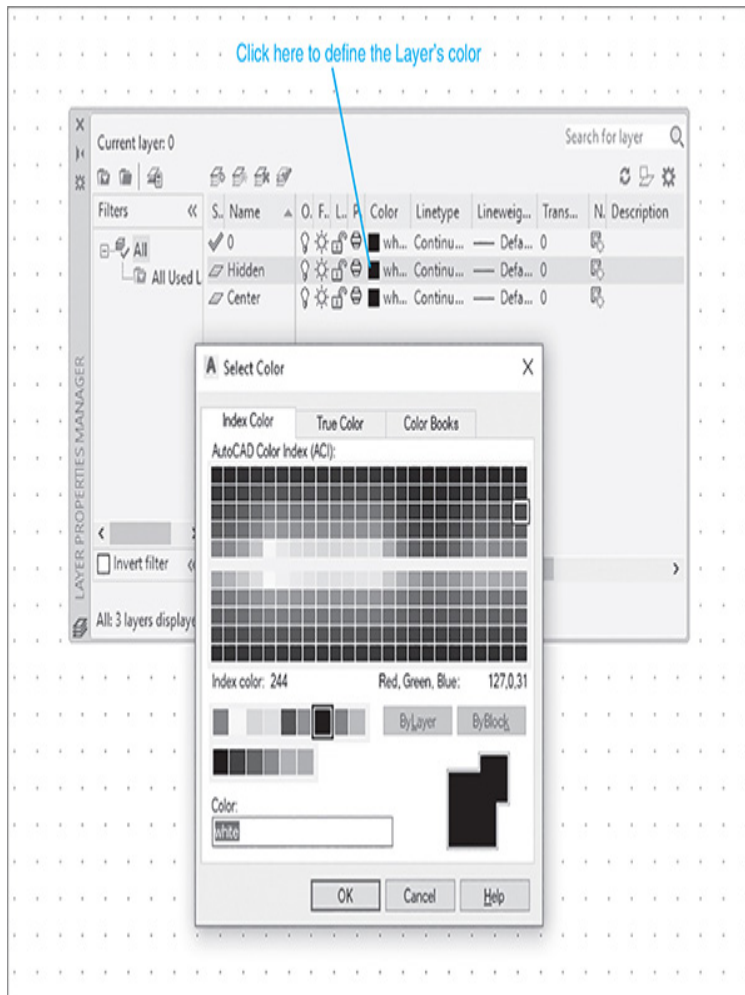 Click here to define the Layer's color
Current layer: 0
Search for layer
Filters
S.. Name O. F.. L.. P Color Linetype Lineweig... Trans... N. Description
All
All Used L
0 wh... Continu... Defa... 0
Hidden wh... Continu... Defa... 0
Center wh... Continu... Defa... 0
LAYER PROPERTIES MANAGER
Invert filter
All: 3 layers displaye
A Select Color X
Index Color True Color Color Books
AutoCAD Color Index (ACI):
Index color: 244 Red, Green, Blue: 127,0,31
ByLayer ByBlock
Color:
white
OK Cancel Help